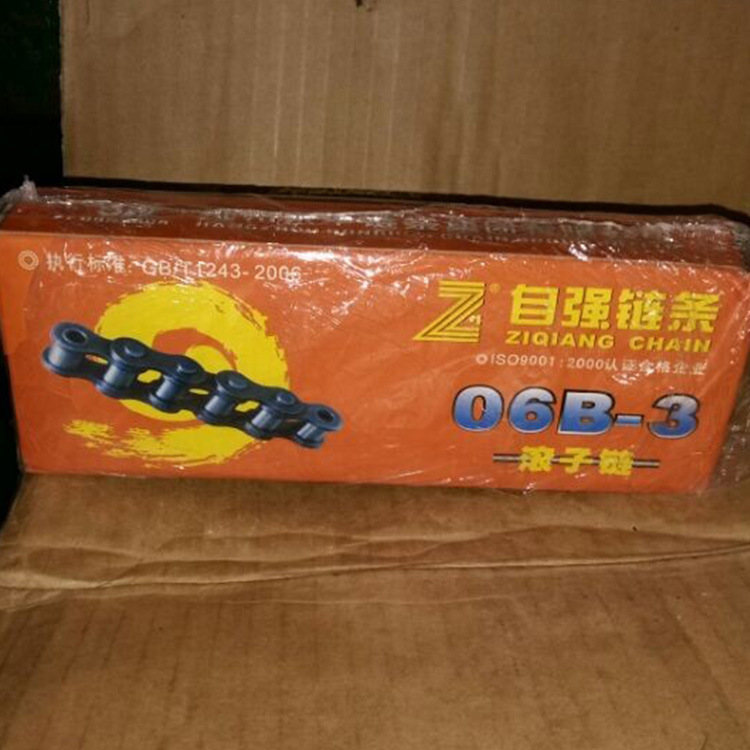 执行标准:GB/T1243-2006
Z® 自强链条
ZIQIANG CHAIN
ISO9001:2000认证合格企业
06B-3
滚子链